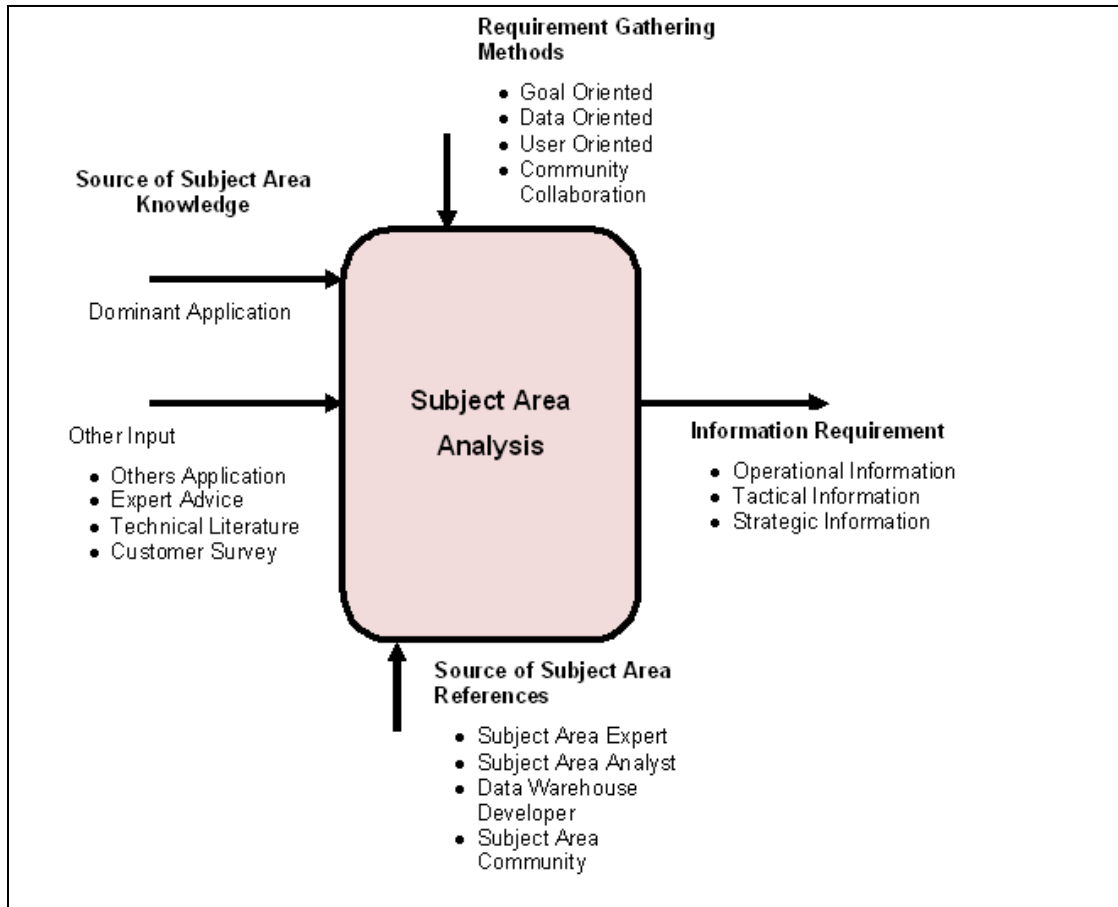 Requirement Gathering
Methods
● Goal Oriented
● Data Oriented
● User Oriented
● Community
Collaboration
Source of Subject Area
Knowledge
Dominant Application
Other Input
● Others Application
● Expert Advice
● Technical Literature
● Customer Survey
Subject Area
Analysis
Information Requirement
● Operational Information
● Tactical Information
● Strategic Information
Source of Subject Area
References
● Subject Area Expert
● Subject Area Analyst
● Data Warehouse
Developer
● Subject Area
Community